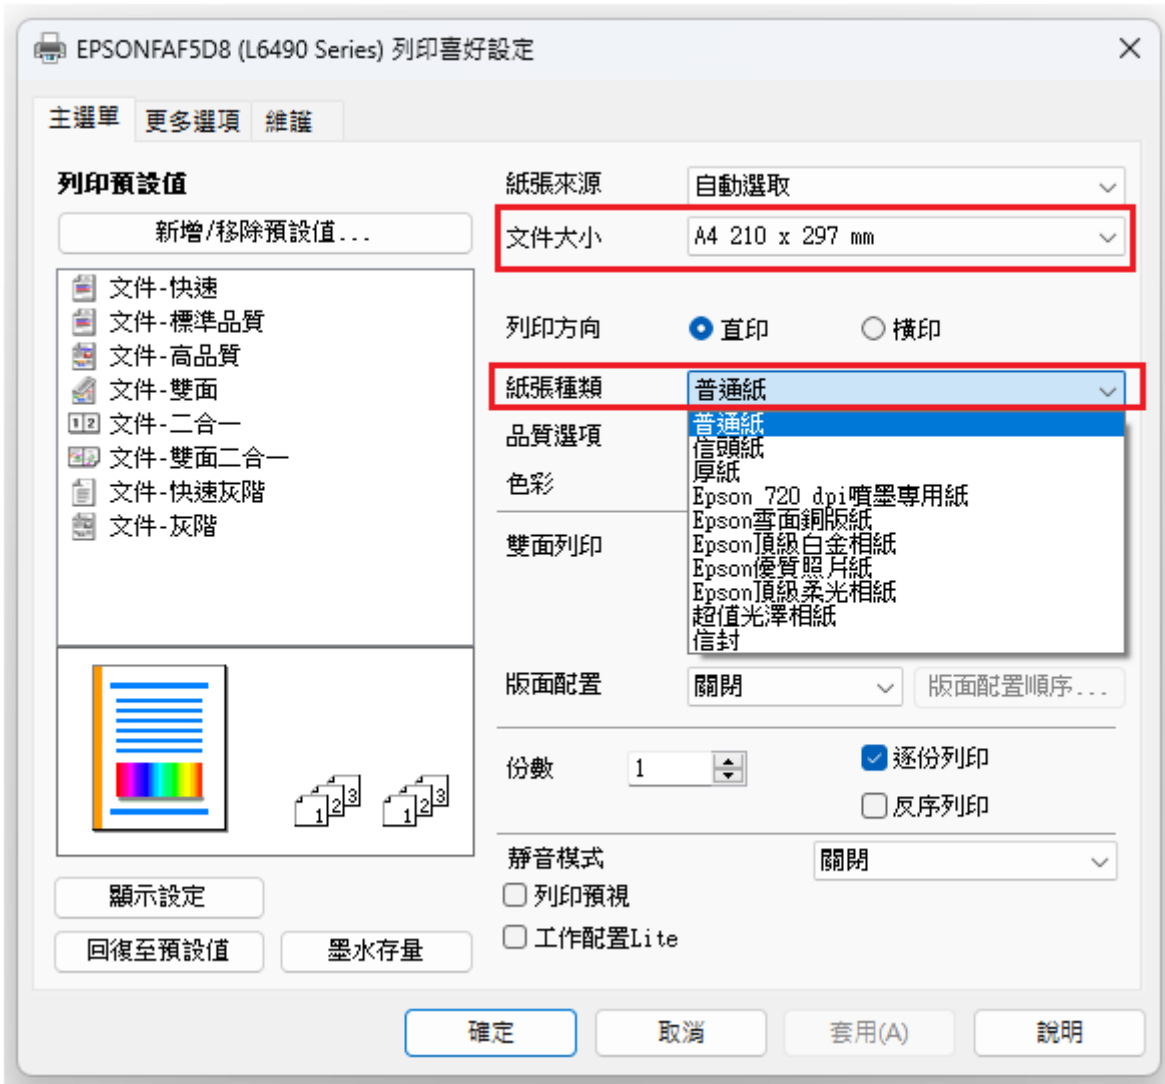 EPSONFAF5D8 (L6490 Series) 列印喜好設定
主選單 更多選項 維護
列印預設值
新增/移除預設值...
文件-快速
文件-標準品質
文件-高品質
文件-雙面
文件-二合一
文件-雙面二合一
文件-快速灰階
文件-灰階
1 2 3 1 2 3
顯示設定
回復至預設值 墨水存量
紙張來源 自動選取
文件大小 A4 210 x 297 mm
列印方向 直印 橫印
紙張種類 普通紙
普通紙
信頭紙
厚紙
Epson 720 dpi噴墨專用紙
Epson雪面銅版紙
Epson頂級白金相紙
Epson優質照片紙
Epson頂級柔光相紙
超值光澤相紙
信封
品質選項
色彩
雙面列印
版面配置 關閉 版面配置順序...
份數 1 逐份列印
反序列印
靜音模式 關閉
列印預視
工作配置Lite
確定 取消 套用(A) 說明